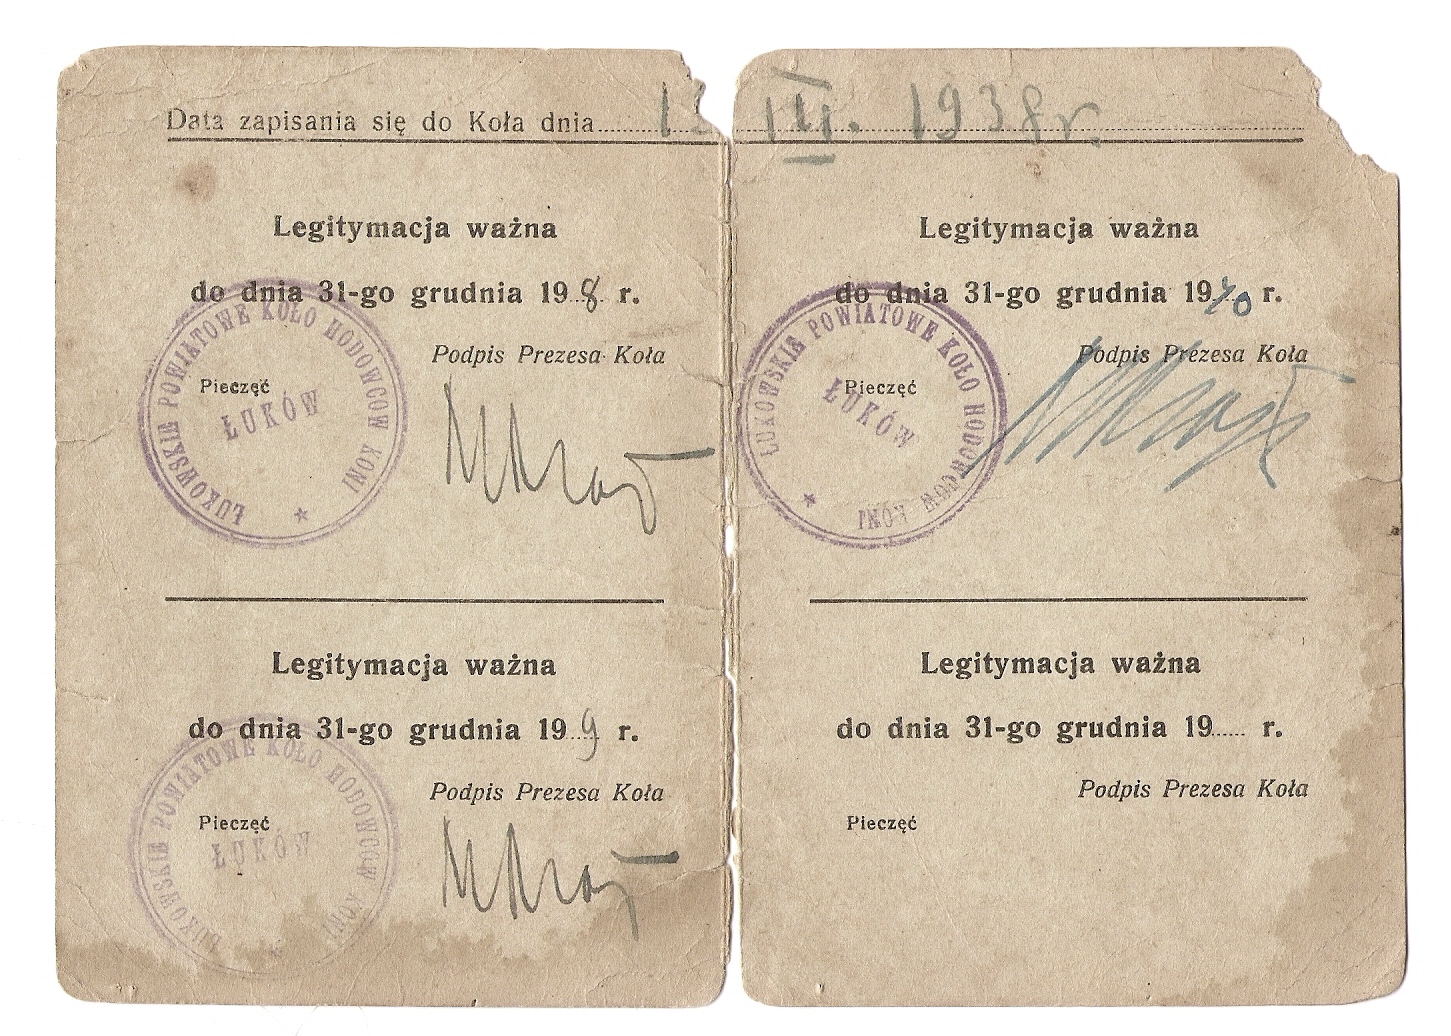 Data zapisania się do Koła dnia 13 III. 1938 r.
Legitymacja ważna
do dnia 31-go grudnia 19 8 r.
Podpis Prezesa Koła
Pieczęć
ŁUKOWSKIE POWIATOWE KOŁO HODOWCÓW KONI
ŁUKÓW
Legitymacja ważna
do dnia 31-go grudnia 19 9 r.
Podpis Prezesa Koła
Pieczęć
ŁUKOWSKIE POWIATOWE KOŁO HODOWCÓW KONI
ŁUKÓW
Legitymacja ważna
do dnia 31-go grudnia 19 40 r.
Podpis Prezesa Koła
Pieczęć
ŁUKOWSKIE POWIATOWE KOŁO HODOWCÓW KONI
ŁUKÓW
Legitymacja ważna
do dnia 31-go grudnia 19..... r.
Podpis Prezesa Koła
Pieczęć